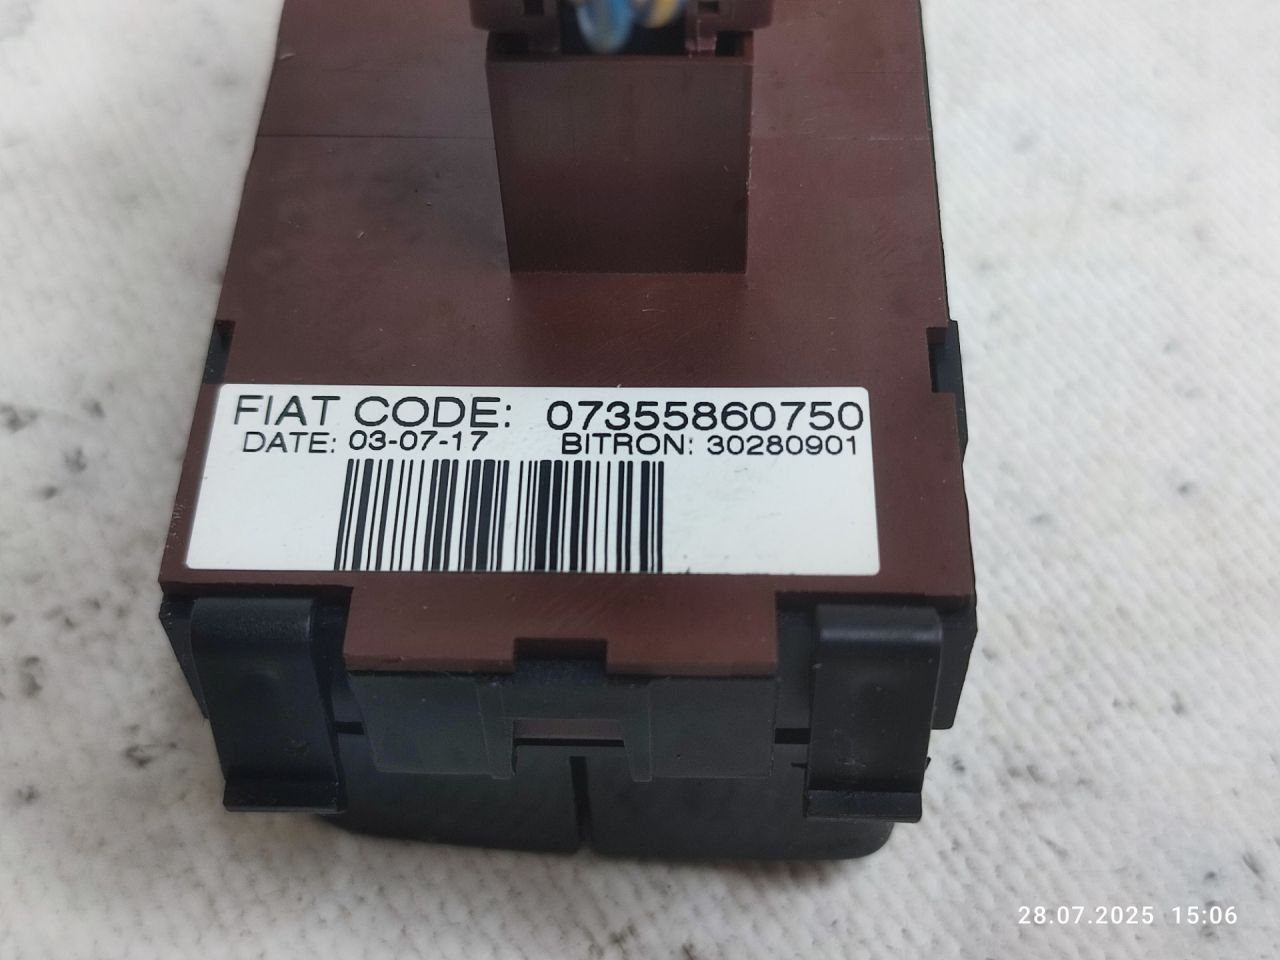 FIAT CODE: 07355860750
DATE: 03-07-17 BITRON: 30280901
28.07.2025 15:06